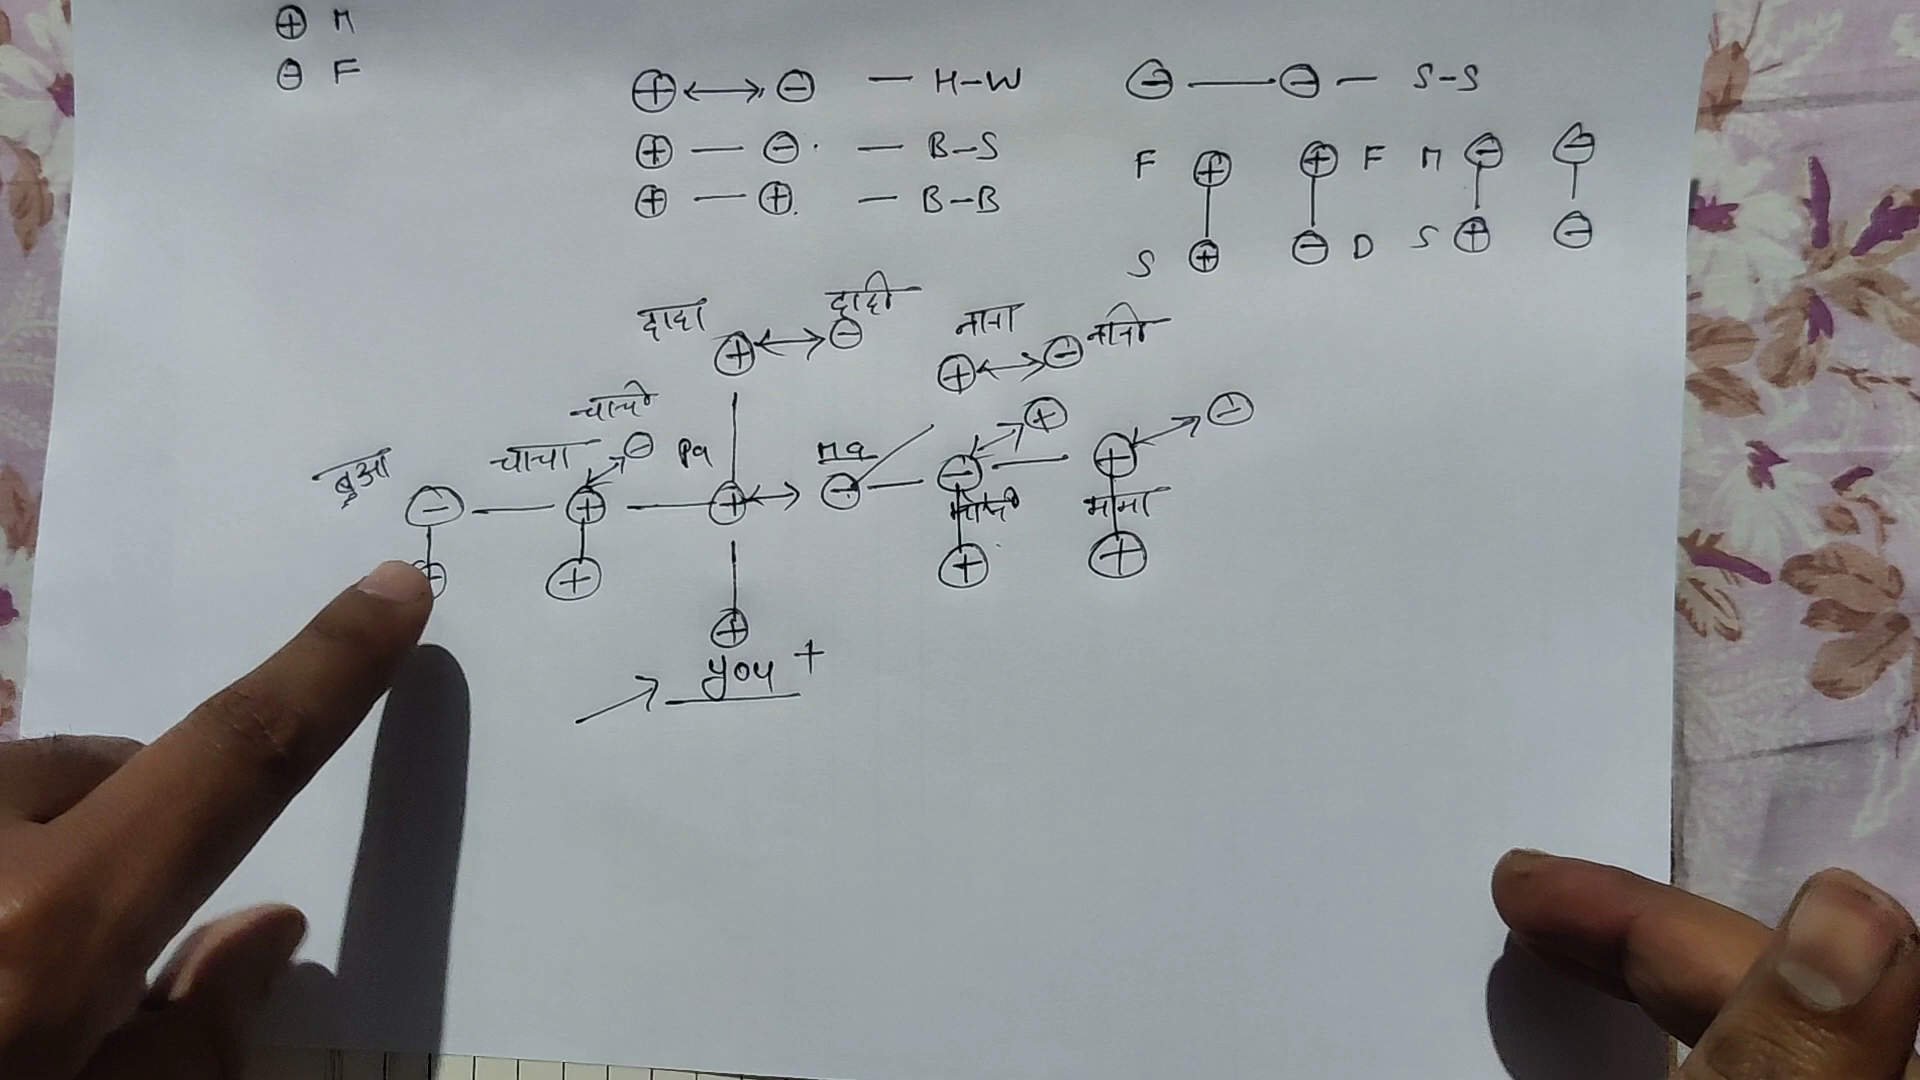 ⊕ M
⊖ F
⊕ ↔ ⊖ — H-W
⊕ — ⊖ — B-S
⊕ — ⊕ — B-B
⊖ — ⊖ — S-S
F ⊕ ⊕ F M ⊖ ⊖
S ⊕ ⊖ D S ⊕ ⊖
दादा ⊕ ↔ ⊖ दादी
नाना ⊕ ↔ ⊖ नानी
बुआ
चाचा
चाची
Pa
Ma
मौसी
मामा
you +